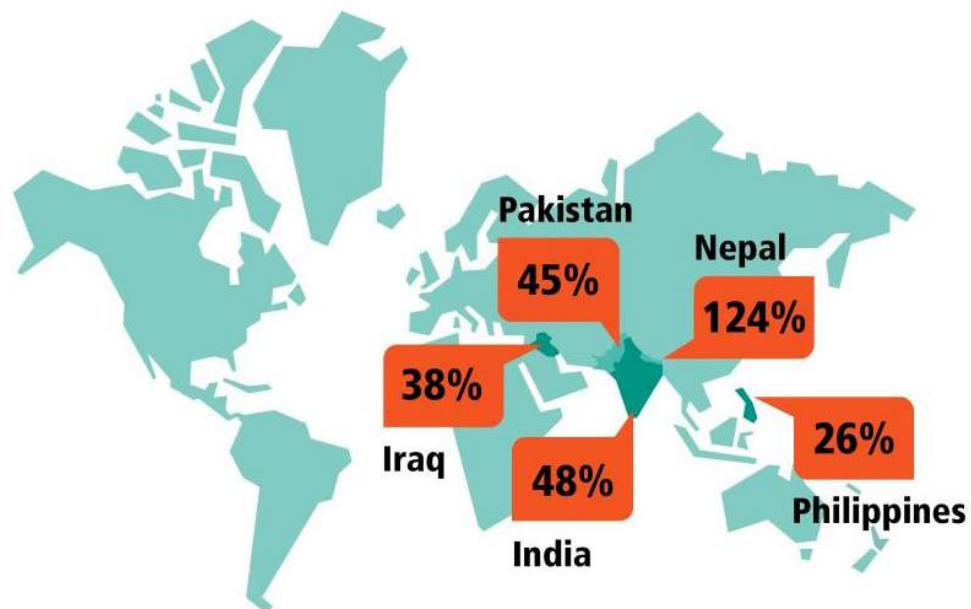 Pakistan
45%
Nepal
124%
38%
Iraq
48%
India
26%
Philippines